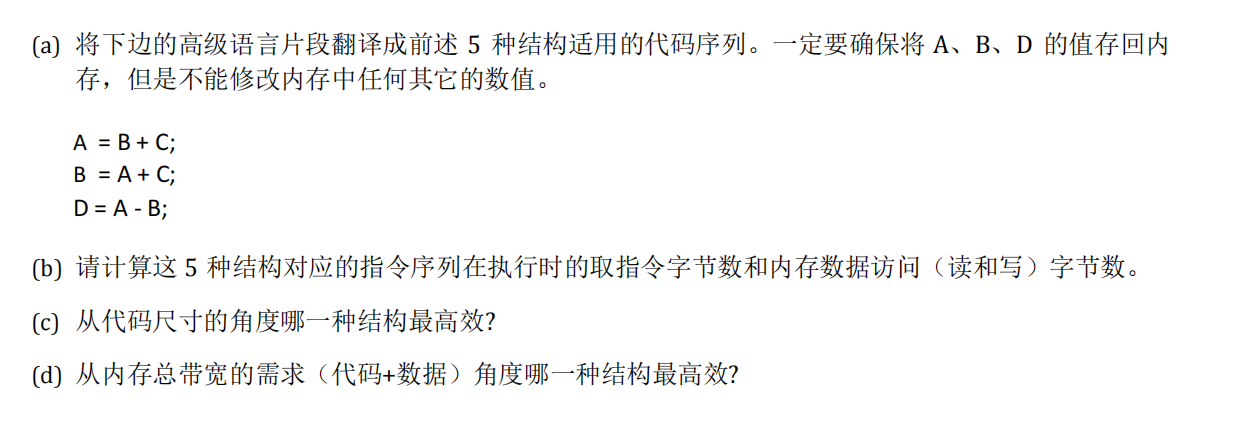 (a) 将下边的高级语言片段翻译成前述 5 种结构适用的代码序列。一定要确保将 A、B、D 的值存回内
存，但是不能修改内存中任何其它的数值。
A = B + C;
B = A + C;
D = A - B;
(b) 请计算这 5 种结构对应的指令序列在执行时的取指令字节数和内存数据访问（读和写）字节数。
(c) 从代码尺寸的角度哪一种结构最高效?
(d) 从内存总带宽的需求（代码+数据）角度哪一种结构最高效?